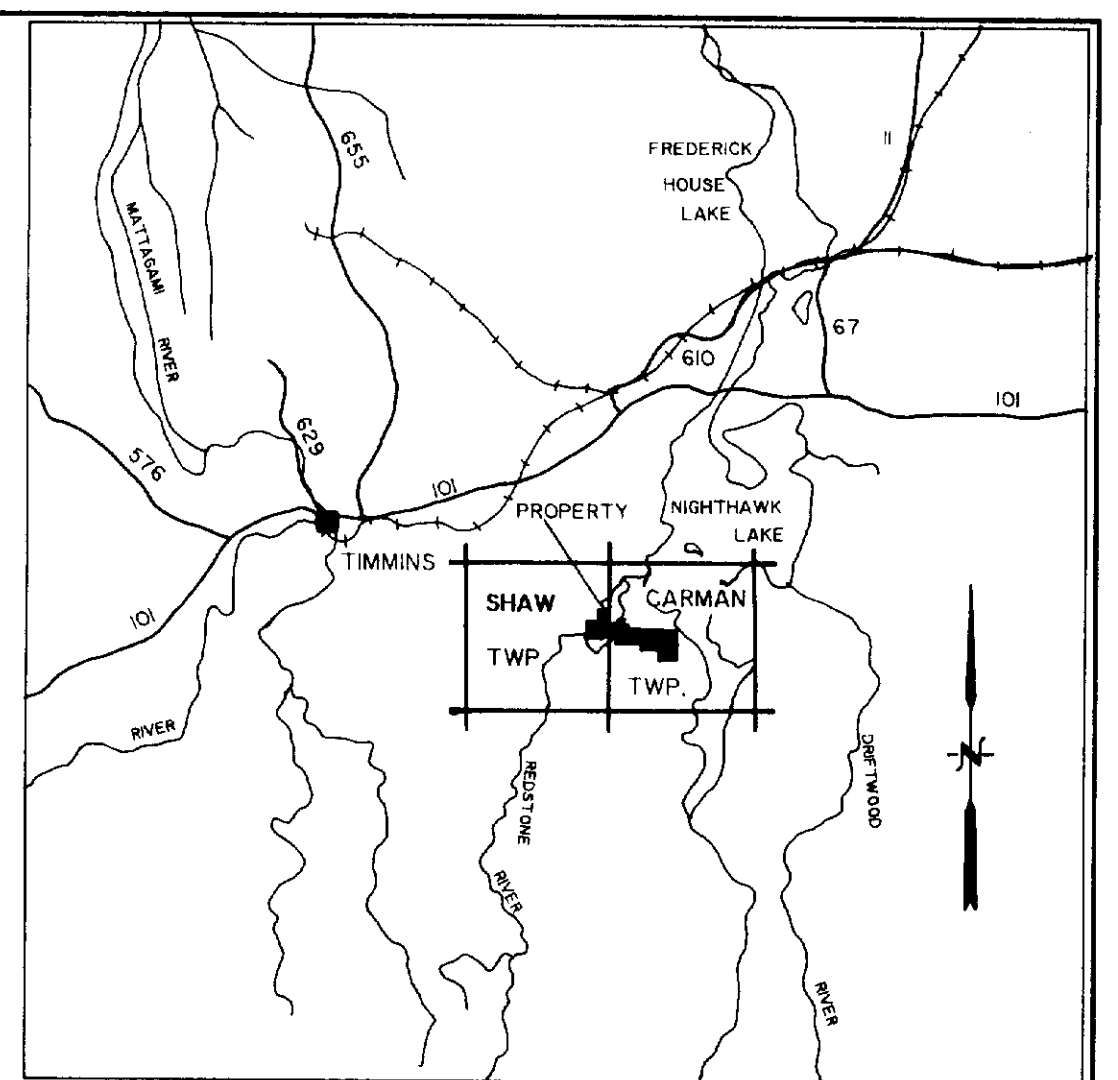 655
FREDERICK
HOUSE
LAKE
11
MATTAGAMI
RIVER
67
610
101
629
576
101
PROPERTY
NIGHTHAWK
LAKE
TIMMINS
SHAW
TWP
CARMAN
TWP.
101
RIVER
REDSTONE
RIVER
DRIFTWOOD
RIVER
N